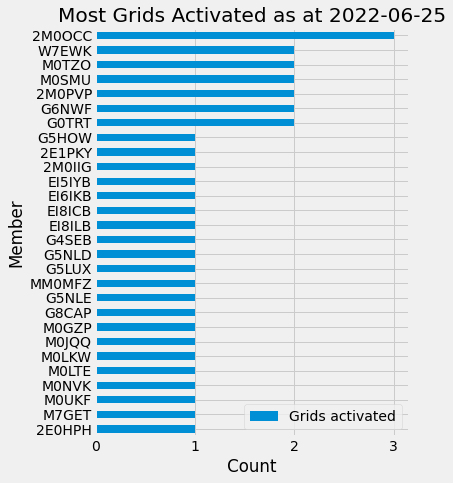 Most Grids Activated as at 2022-06-25
2M0OCC
W7EWK
M0TZO
M0SMU
2M0PVP
G6NWF
G0TRT
G5HOW
2E1PKY
2M0IIG
EI5IYB
EI6IKB
EI8ICB
EI8ILB
G4SEB
G5NLD
G5LUX
MM0MFZ
G5NLE
G8CAP
M0GZP
M0JQQ
M0LKW
M0LTE
M0NVK
M0UKF
M7GET
2E0HPH
Member
Grids activated
0 1 2 3
Count